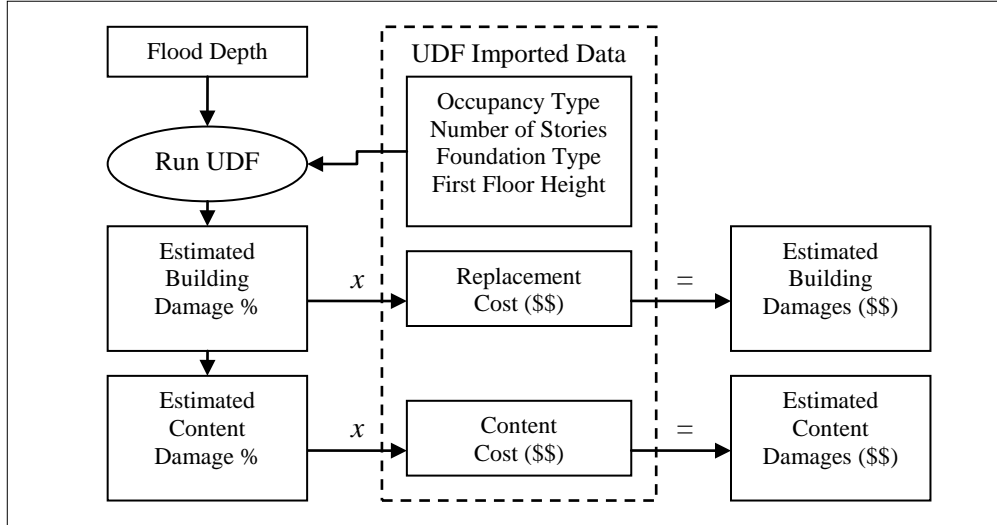 Flood Depth
UDF Imported Data
Occupancy Type
Number of Stories
Foundation Type
First Floor Height
Run UDF
Estimated
Building
Damage %
x
Replacement
Cost ($$)
=
Estimated
Building
Damages ($$)
Estimated
Content
Damage %
x
Content
Cost ($$)
=
Estimated
Content
Damages ($$)